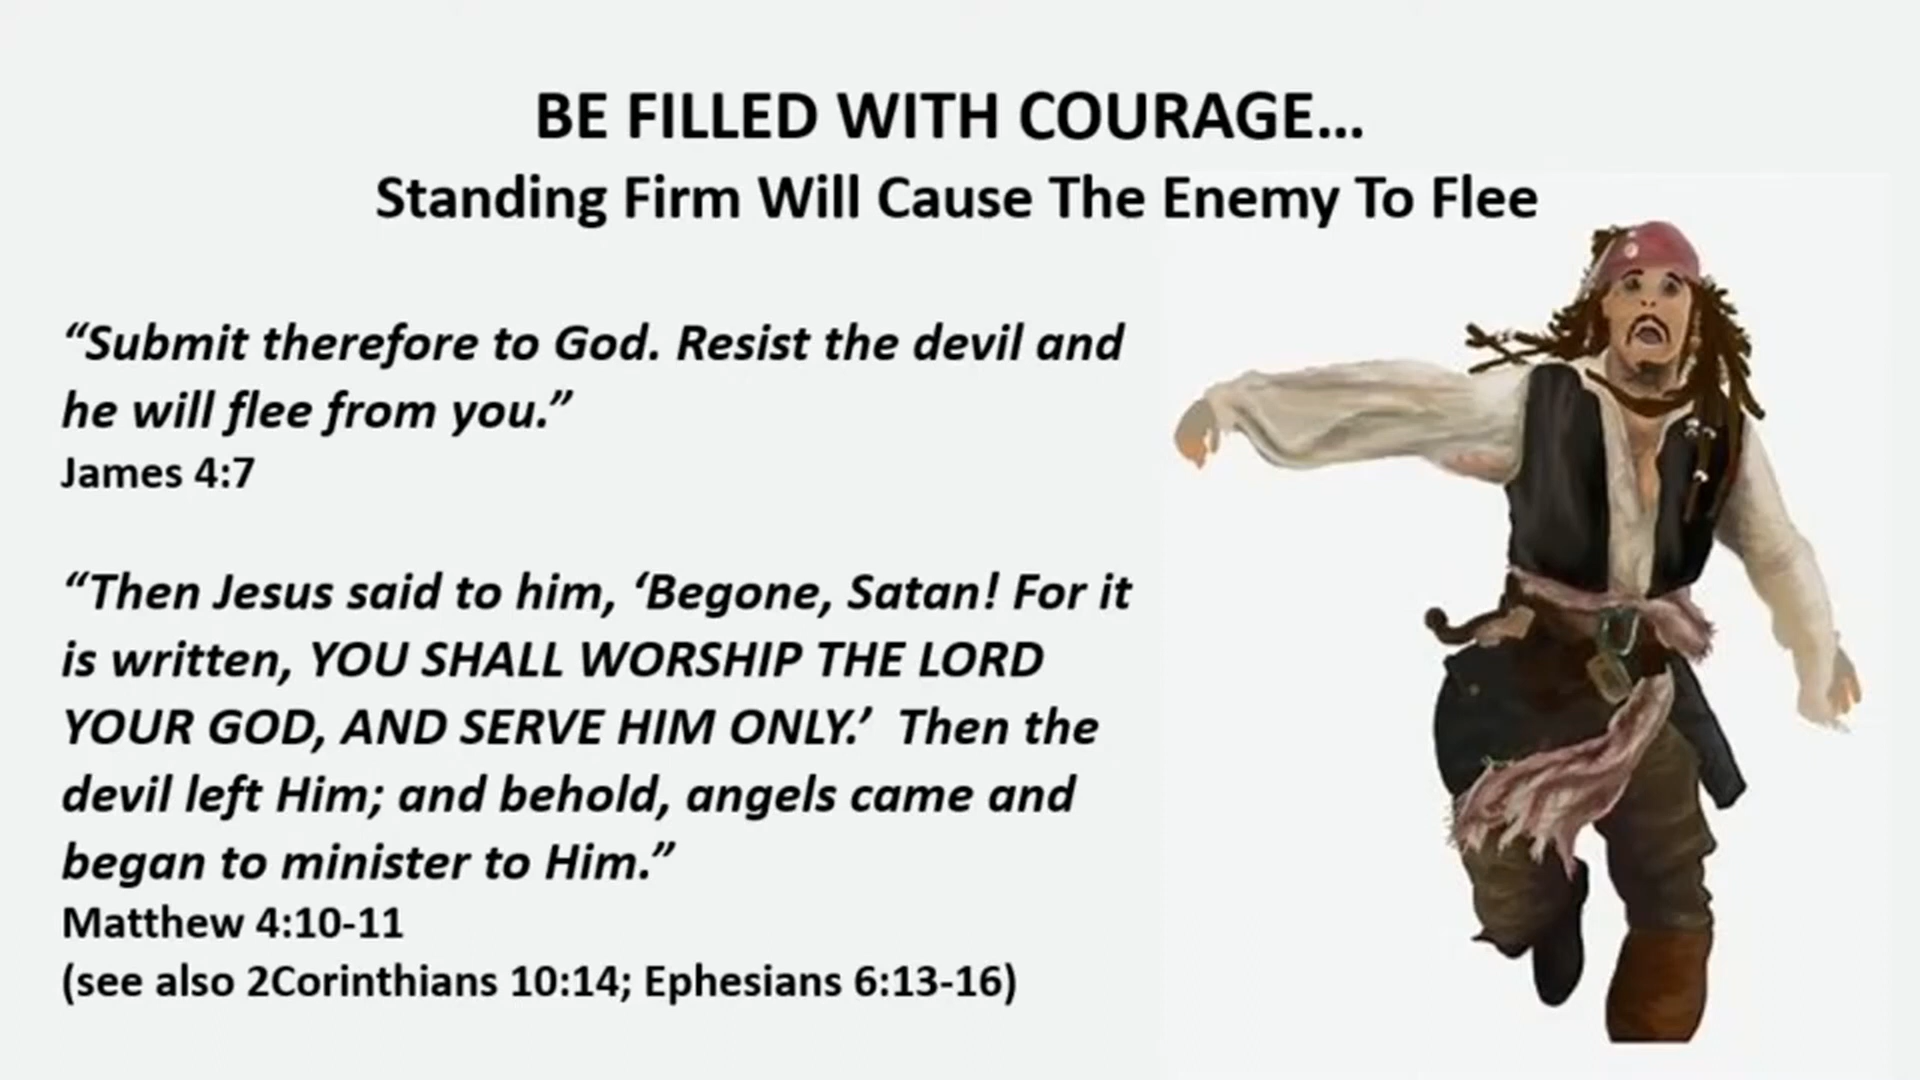 BE FILLED WITH COURAGE...
Standing Firm Will Cause The Enemy To Flee
“Submit therefore to God. Resist the devil and
he will flee from you.”
James 4:7
“Then Jesus said to him, ‘Begone, Satan! For it
is written, YOU SHALL WORSHIP THE LORD
YOUR GOD, AND SERVE HIM ONLY.’ Then the
devil left Him; and behold, angels came and
began to minister to Him.”
Matthew 4:10-11
(see also 2Corinthians 10:14; Ephesians 6:13-16)